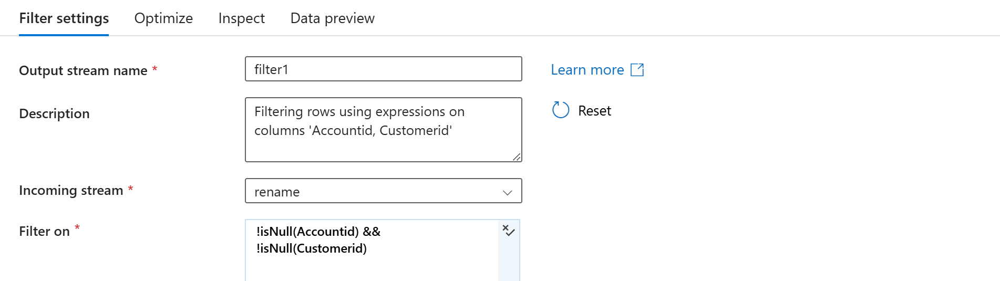 Filter settings Optimize Inspect Data preview
Output stream name * filter1 Learn more
Description Filtering rows using expressions on
columns 'Accountid, Customerid'
Reset
Incoming stream * rename
Filter on * !isNull(Accountid) &&
!isNull(Customerid)